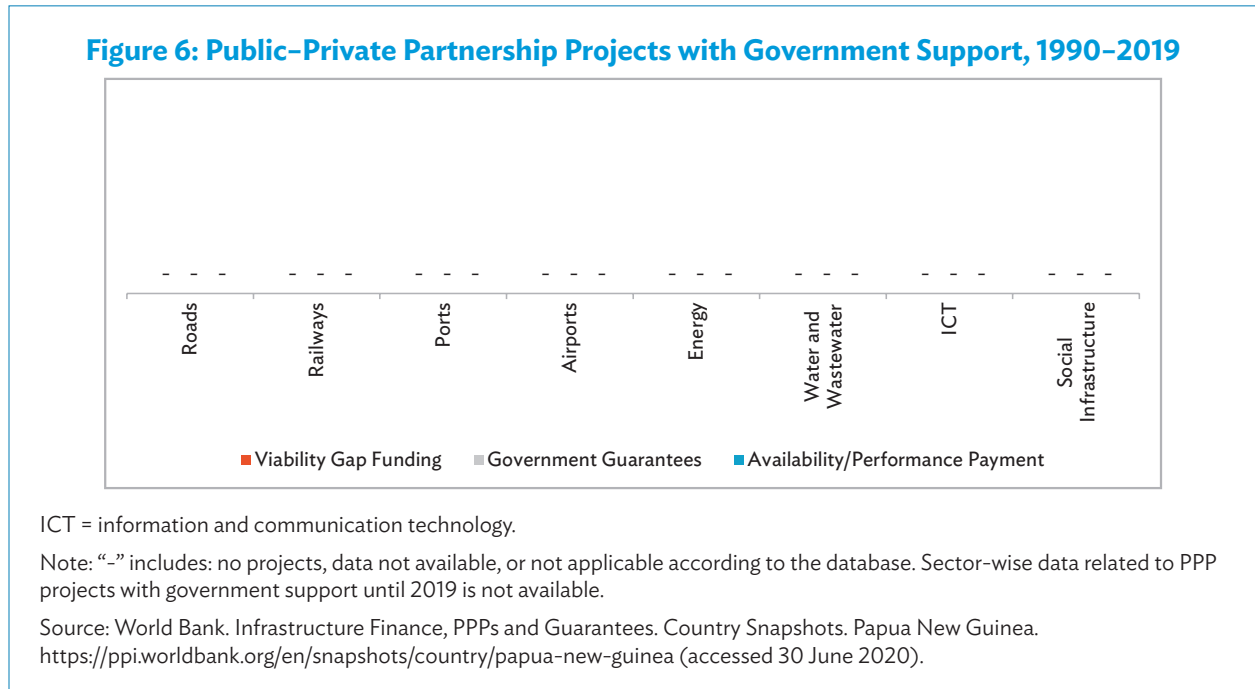 Figure 6: Public–Private Partnership Projects with Government Support, 1990–2019
- - - - - - - - - - - - - - - - - - - - - - - -
Roads
Railways
Ports
Airports
Energy
Water and
Wastewater
ICT
Social
Infrastructure
Viability Gap Funding Government Guarantees Availability/Performance Payment
ICT = information and communication technology.
Note: “-” includes: no projects, data not available, or not applicable according to the database. Sector-wise data related to PPP
projects with government support until 2019 is not available.
Source: World Bank. Infrastructure Finance, PPPs and Guarantees. Country Snapshots. Papua New Guinea.
https://ppi.worldbank.org/en/snapshots/country/papua-new-guinea (accessed 30 June 2020).